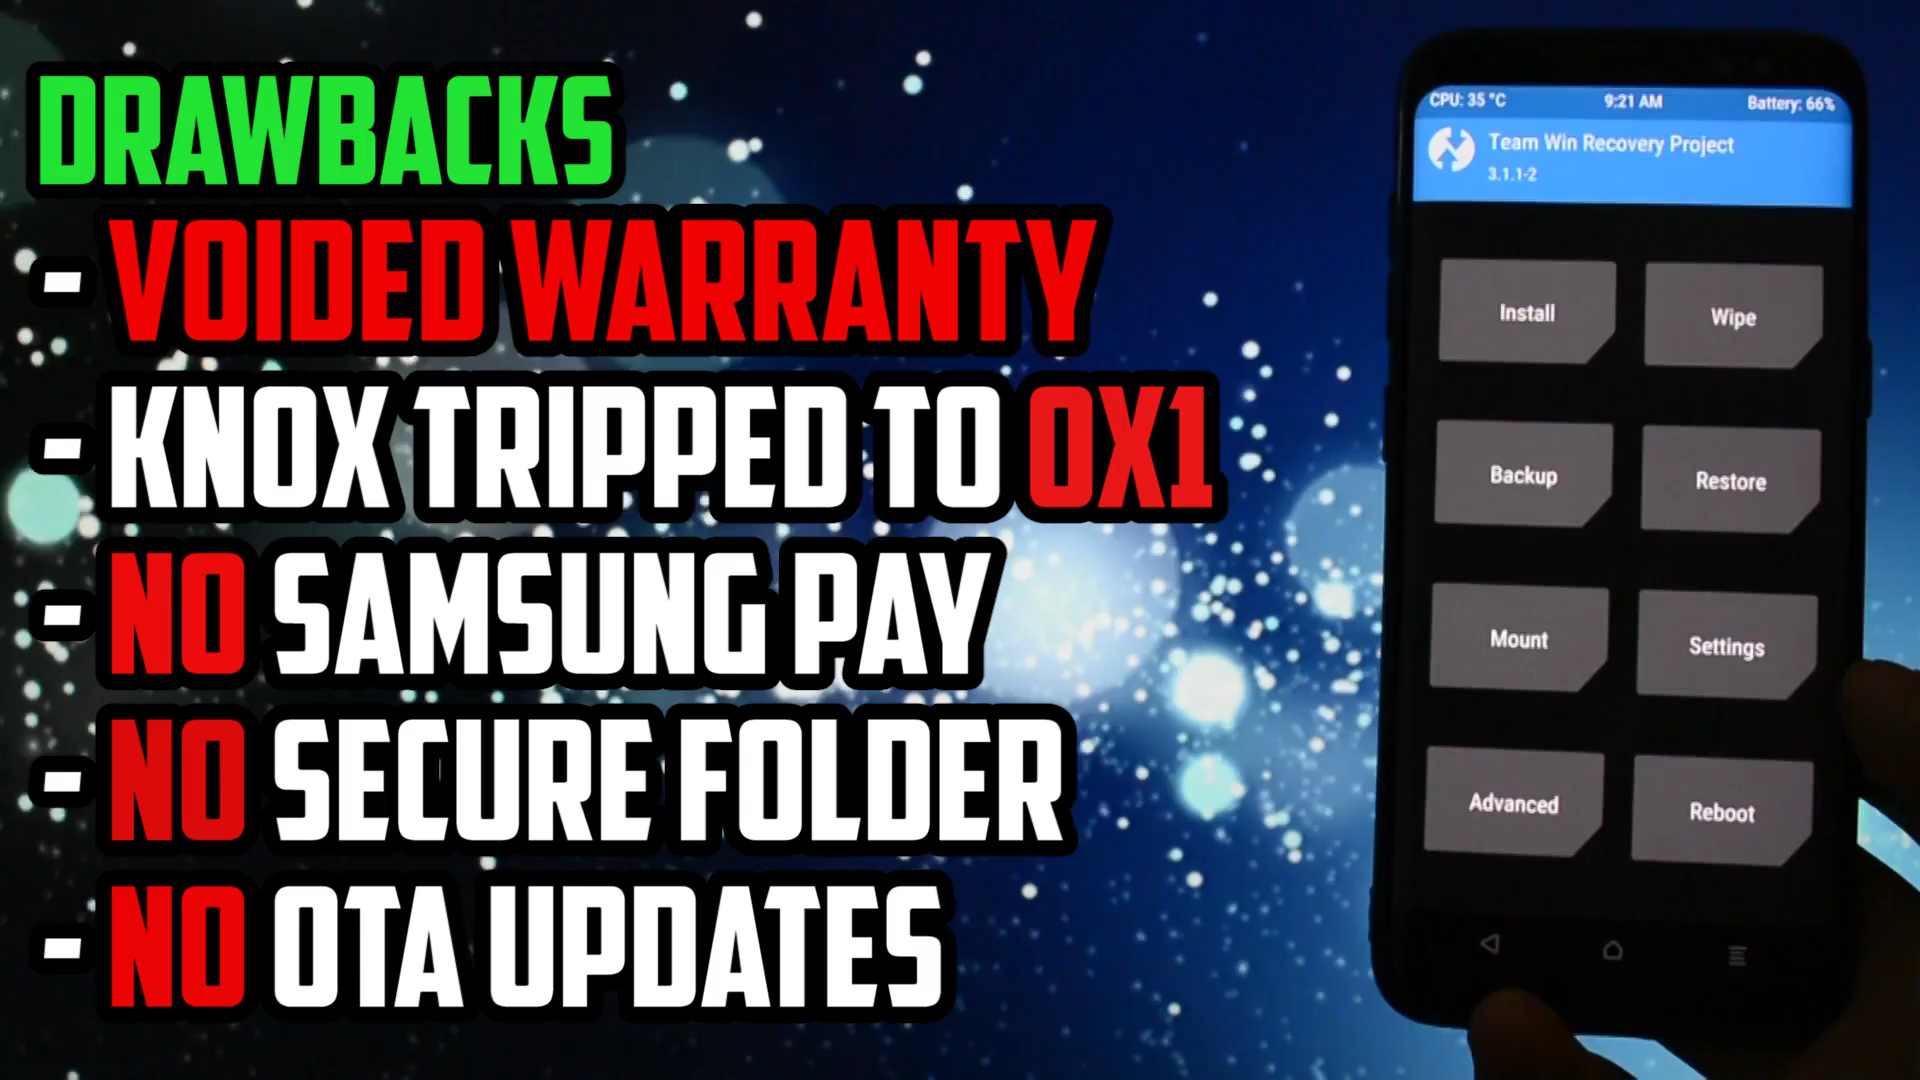 DRAWBACKS
- VOIDED WARRANTY
- KNOX TRIPPED TO 0X1
- NO SAMSUNG PAY
- NO SECURE FOLDER
- NO OTA UPDATES
CPU: 35 °C 9:21 AM Battery: 66%
Team Win Recovery Project
3.1.1-2
Install Wipe
Backup Restore
Mount Settings
Advanced Reboot